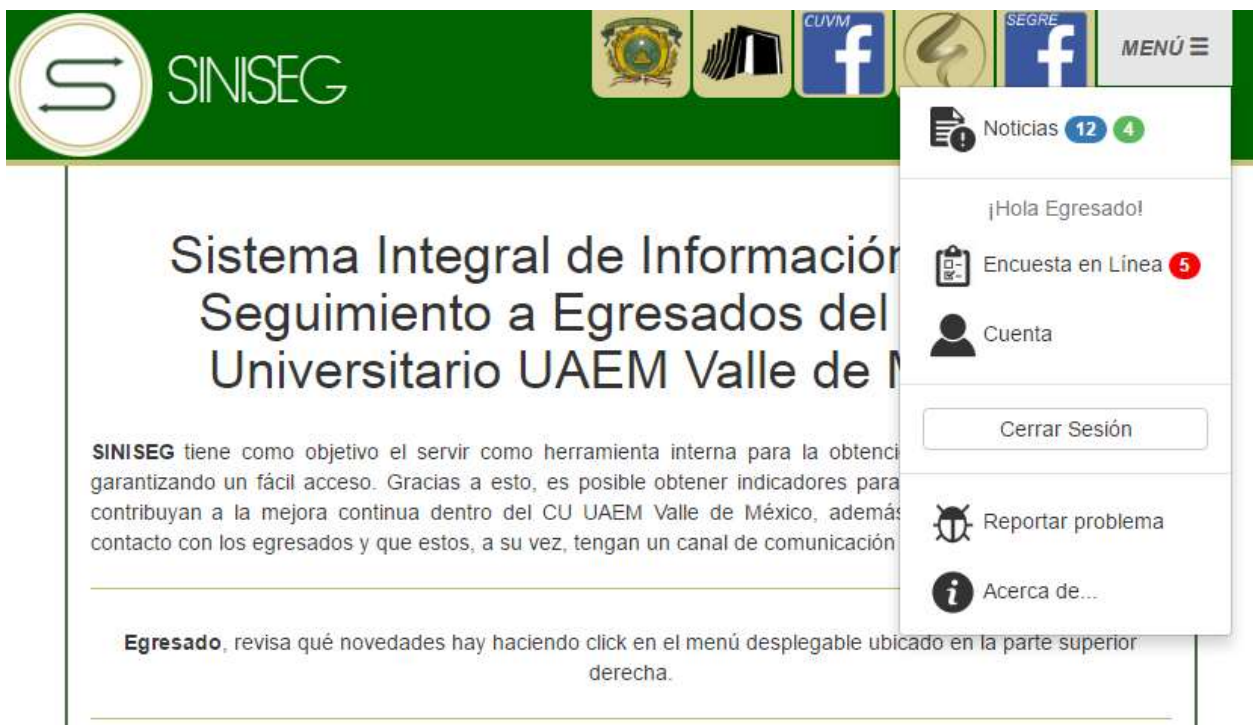 SINISEG
CUVM
SEGRE
MENÚ
Noticias 12 4
¡Hola Egresado!
Encuesta en Línea 5
Cuenta
Cerrar Sesión
Reportar problema
Acerca de...
Sistema Integral de
Seguimiento a Egresados del
Universitario UAEM Valle de
SINISEG tiene como objetivo el servir como herramienta interna para la
garantizando un fácil acceso. Gracias a esto, es posible obtener indicadores para
contribuyan a la mejora continua dentro del CU UAEM Valle de México,
contacto con los egresados y que estos, a su vez, tengan un canal de comunicación
Egresado, revisa qué novedades hay haciendo click en el menú desplegable ubicado en la parte superior
derecha.